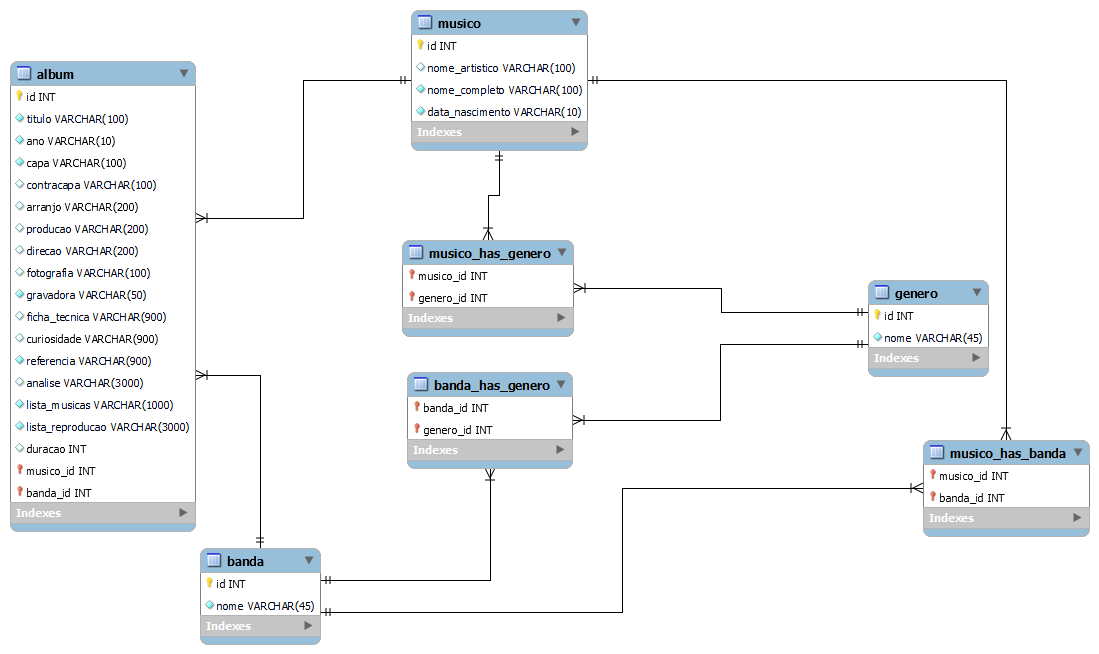 musico
id INT
nome_artistico VARCHAR(100)
nome_completo VARCHAR(100)
data_nascimento VARCHAR(10)
Indexes
album
id INT
titulo VARCHAR(100)
ano VARCHAR(10)
capa VARCHAR(100)
contracapa VARCHAR(100)
arranjo VARCHAR(200)
producao VARCHAR(200)
direcao VARCHAR(200)
fotografia VARCHAR(100)
gravadora VARCHAR(50)
ficha_tecnica VARCHAR(900)
curiosidade VARCHAR(900)
referencia VARCHAR(900)
analise VARCHAR(3000)
lista_musicas VARCHAR(1000)
lista_reproducao VARCHAR(3000)
duracao INT
musico_id INT
banda_id INT
Indexes
musico_has_genero
musico_id INT
genero_id INT
Indexes
genero
id INT
nome VARCHAR(45)
Indexes
banda_has_genero
banda_id INT
genero_id INT
Indexes
musico_has_banda
musico_id INT
banda_id INT
Indexes
banda
id INT
nome VARCHAR(45)
Indexes